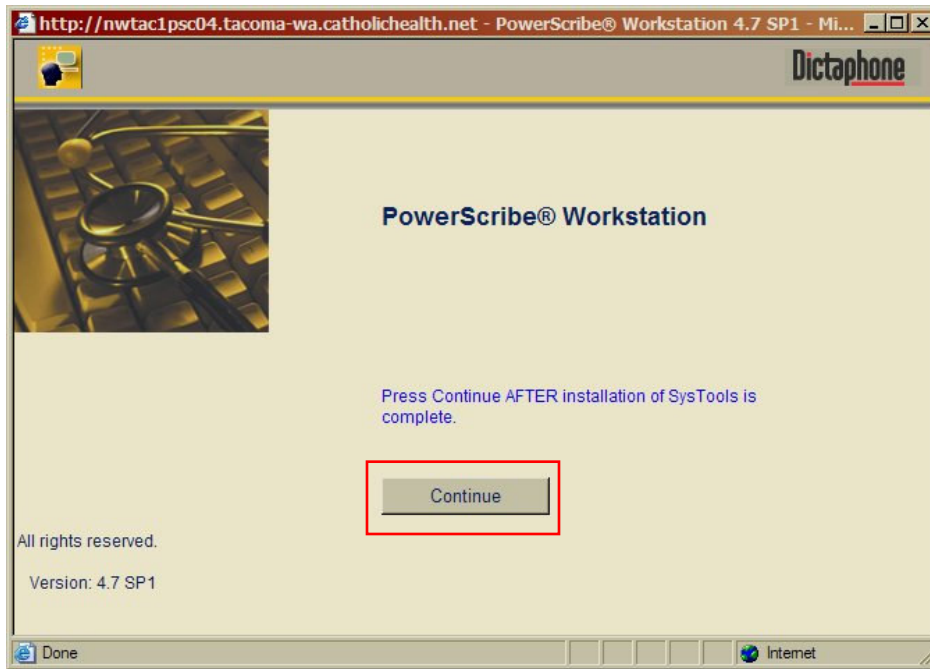 http://nwtac1psc04.tacoma-wa.catholichealth.net - PowerScribe® Workstation 4.7 SP1 - Mi...
Dictaphone
PowerScribe® Workstation
Press Continue AFTER installation of SysTools is
complete.
Continue
All rights reserved.
Version: 4.7 SP1
Done
Internet